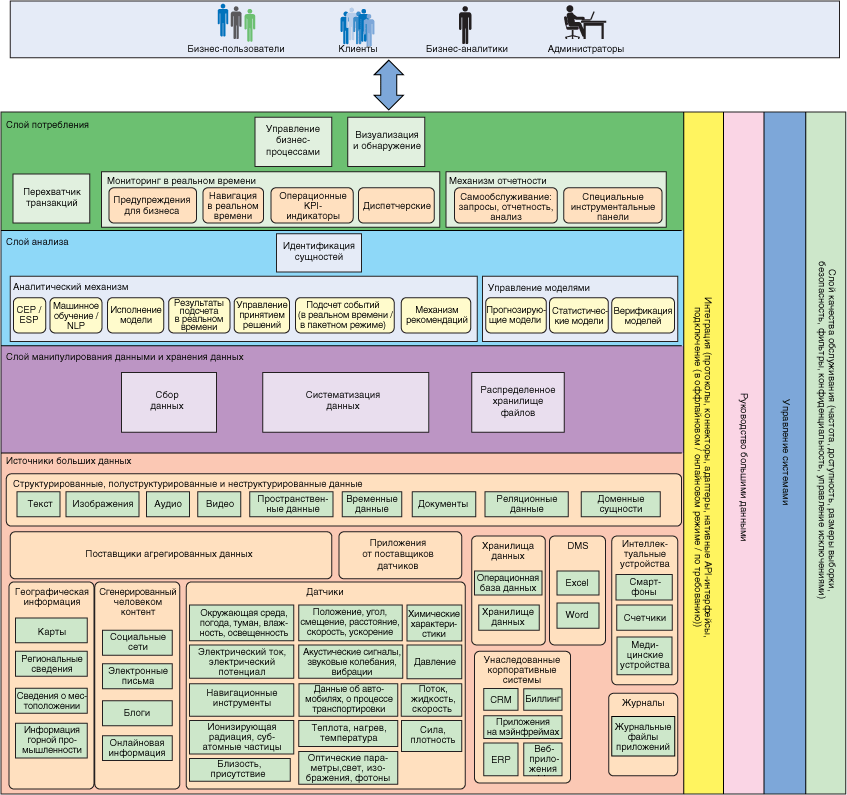 Бизнес-пользователи
Клиенты
Бизнес-аналитики
Администраторы
Слой потребления
Управление
бизнес-
процессами
Визуализация
и обнаружение
Перехватчик
транзакций
Мониторинг в реальном времени
Предупреждения
для бизнеса
Навигация
в реальном
времени
Операционные
KPI-
индикаторы
Диспетчерские
Механизм отчетности
Самообслуживание:
запросы, отчетность,
анализ
Специальные
инструментальные
панели
Слой анализа
Идентификация
сущностей
Аналитический механизм
CEP /
ESP
Машинное
обучение /
NLP
Исполнение
модели
Результаты
подсчета
в реальном
времени
Управление
принятием
решений
Подсчет событий
(в реальном времени /
в пакетном режиме)
Механизм
рекомендаций
Управление моделями
Прогнозирую-
щие модели
Статистичес-
кие модели
Верификация
моделей
Слой манипулирования данными и хранения данных
Сбор
данных
Систематизация
данных
Распределенное
хранилище
файлов
Источники больших данных
Структурированные, полуструктурированные и неструктурированные данные
Текст
Изображения
Аудио
Видео
Пространствен-
ные данные
Временные
данные
Документы
Реляционные
данные
Доменные
сущности
Поставщики агрегированных данных
Приложения
от поставщиков
датчиков
Географическая
информация
Карты
Региональные
сведения
Сведения о мес-
тоположении
Информация
горной про-
мышленности
Сгенерированный
человеком
контент
Социальные
сети
Электронные
письма
Блоги
Онлайновая
информация
Датчики
Окружающая среда,
погода, туман, влаж-
ность, освещенность
Положение, угол,
смещение, расстояние,
скорость, ускорение
Химические
характери-
стики
Электрический ток,
электрический
потенциал
Акустические сигналы,
звуковые колебания,
вибрации
Давление
Навигационные
инструменты
Данные об авто-
мобилях, о процессе
транспортировки
Поток,
жидкость,
скорость
Ионизирующая
радиация, суб-
атомные частицы
Теплота, нагрев,
температура
Сила,
плотность
Близость,
присутствие
Оптические пара-
метры,свет, изо-
бражения, фотоны
Хранилища
данных
Операционная
база данных
Хранилище
данных
DMS
Excel
Word
Интеллек-
туальные
устройства
Смарт-
фоны
Счетчики
Меди-
цинские
устройства
Унаследованные
корпоративные
системы
CRM
Биллинг
Приложения
на мэйнфреймах
ERP
Веб-
прило-
жения
Журналы
Журнальные
файлы
приложений
Интеграция (протоколы, коннекторы, адаптеры, нативные API-интерфейсы,
подключение (в оффлайновом / онлайновом режиме / по требованию))
Руководство большими данными
Управление системами
Слой качества обслуживания (частота, доступность, размеры выборки,
безопасность, фильтры, конфиденциальность, управление исключениями)